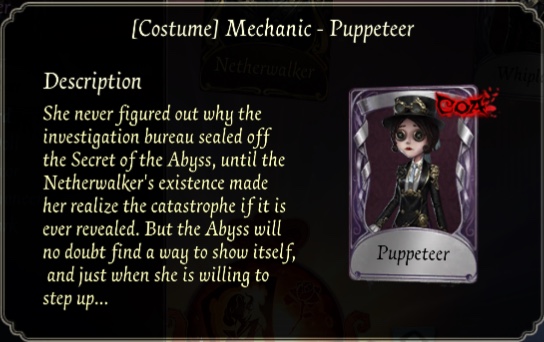 [Costume] Mechanic - Puppeteer
Netherwalker
Description
She never figured out why the
investigation bureau sealed off
the Secret of the Abyss, until the
Netherwalker's existence made
her realize the catastrophe if it is
ever revealed. But the Abyss will
no doubt find a way to show itself,
and just when she is willing to
step up...
COA
Puppeteer